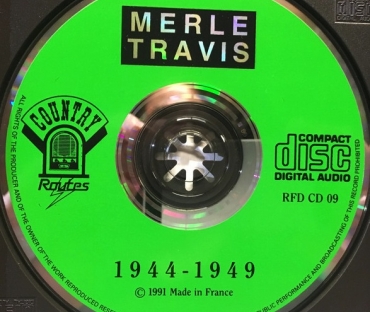 MERLE
TRAVIS
COUNTRY
Routes
COMPACT
disc
DIGITAL AUDIO
RFD CD 09
1944-1949
© 1991 Made in France
ALL RIGHTS OF THE PRODUCER AND OF THE OWNER OF THE WORK REPRODUCED RESERVED
PUBLIC PERFORMANCE AND BROADCASTING OF THIS RECORD PROHIBITED